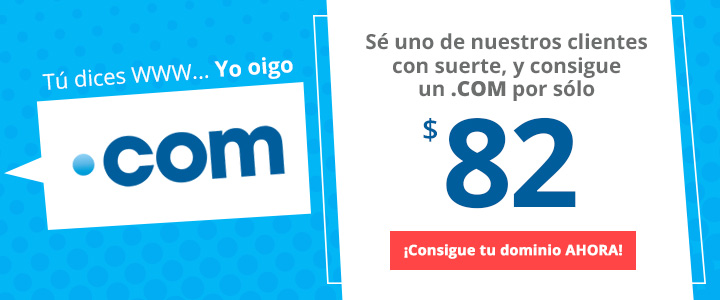 Tú dices WWW... Yo oigo
.com
Sé uno de nuestros clientes
con suerte, y consigue
un .COM por sólo
$ 82
¡Consigue tu dominio AHORA!